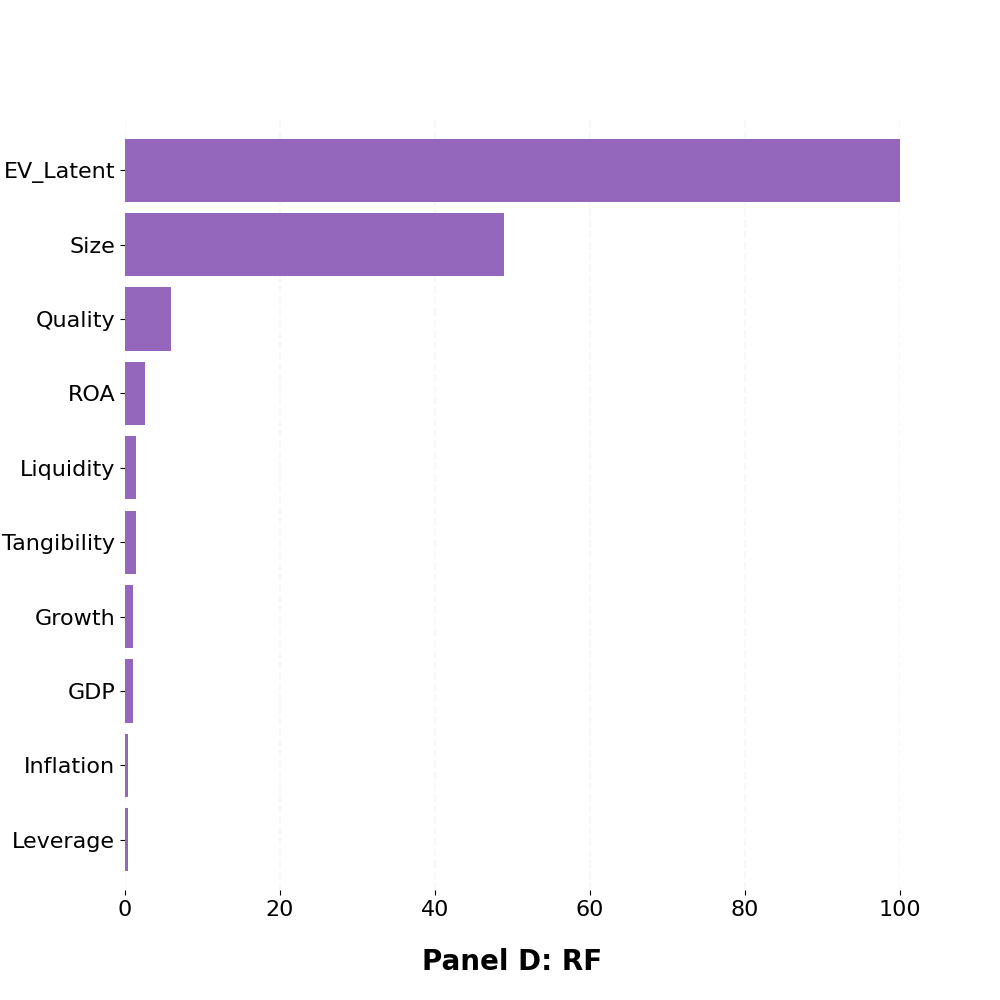 EV_Latent
Size
Quality
ROA
Liquidity
Tangibility
Growth
GDP
Inflation
Leverage
0 20 40 60 80 100
Panel D: RF